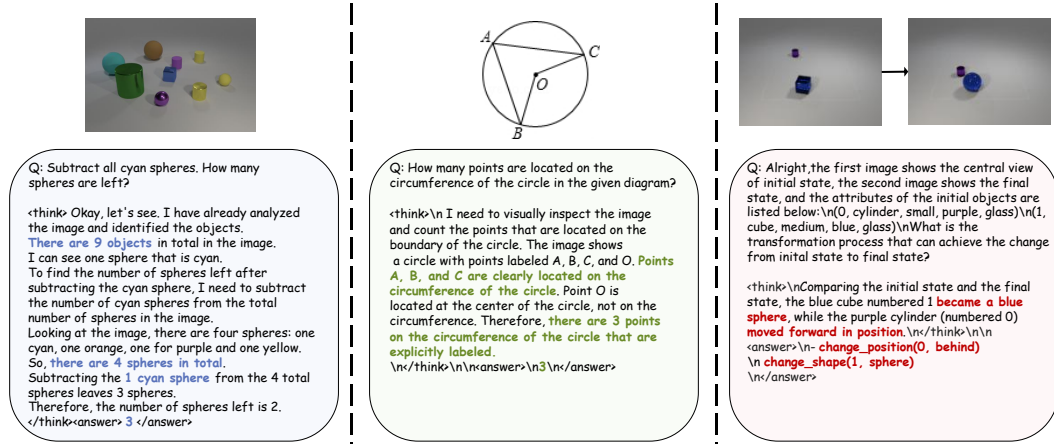 A
C
O
B
Q: Subtract all cyan spheres. How many
spheres are left?
<think> Okay, let's see. I have already analyzed
the image and identified the objects.
There are 9 objects in total in the image.
I can see one sphere that is cyan.
To find the number of spheres left after
subtracting the cyan sphere, I need to subtract
the number of cyan spheres from the total
number of spheres in the image.
Looking at the image, there are four spheres: one
cyan, one orange, one for purple and one yellow.
So, there are 4 spheres in total.
Subtracting the 1 cyan sphere from the 4 total
spheres leaves 3 spheres.
Therefore, the number of spheres left is 2.
</think><answer> 3 </answer>
Q: How many points are located on the
circumference of the circle in the given diagram?
<think>\n I need to visually inspect the image
and count the points that are located on the
boundary of the circle. The image shows
a circle with points labeled A, B, C, and O. Points
A, B, and C are clearly located on the
circumference of the circle. Point O is
located at the center of the circle, not on the
circumference. Therefore, there are 3 points
on the circumference of the circle that are
explicitly labeled.
\n</think>\n\n<answer>\n3\n</answer>
Q: Alright,the first image shows the central view
of initial state, the second image shows the final
state, and the attributes of the initial objects are
listed below:\n(0, cylinder, small, purple, glass)\n(1,
cube, medium, blue, glass)\nWhat is the
transformation process that can achieve the change
from inital state to final state?
<think>\nComparing the initial state and the final
state, the blue cube numbered 1 became a blue
sphere, while the purple cylinder (numbered 0)
moved forward in position.\n</think>\n\n
<answer>\n- change_position(0, behind)
\n change_shape(1, sphere)
\n</answer>